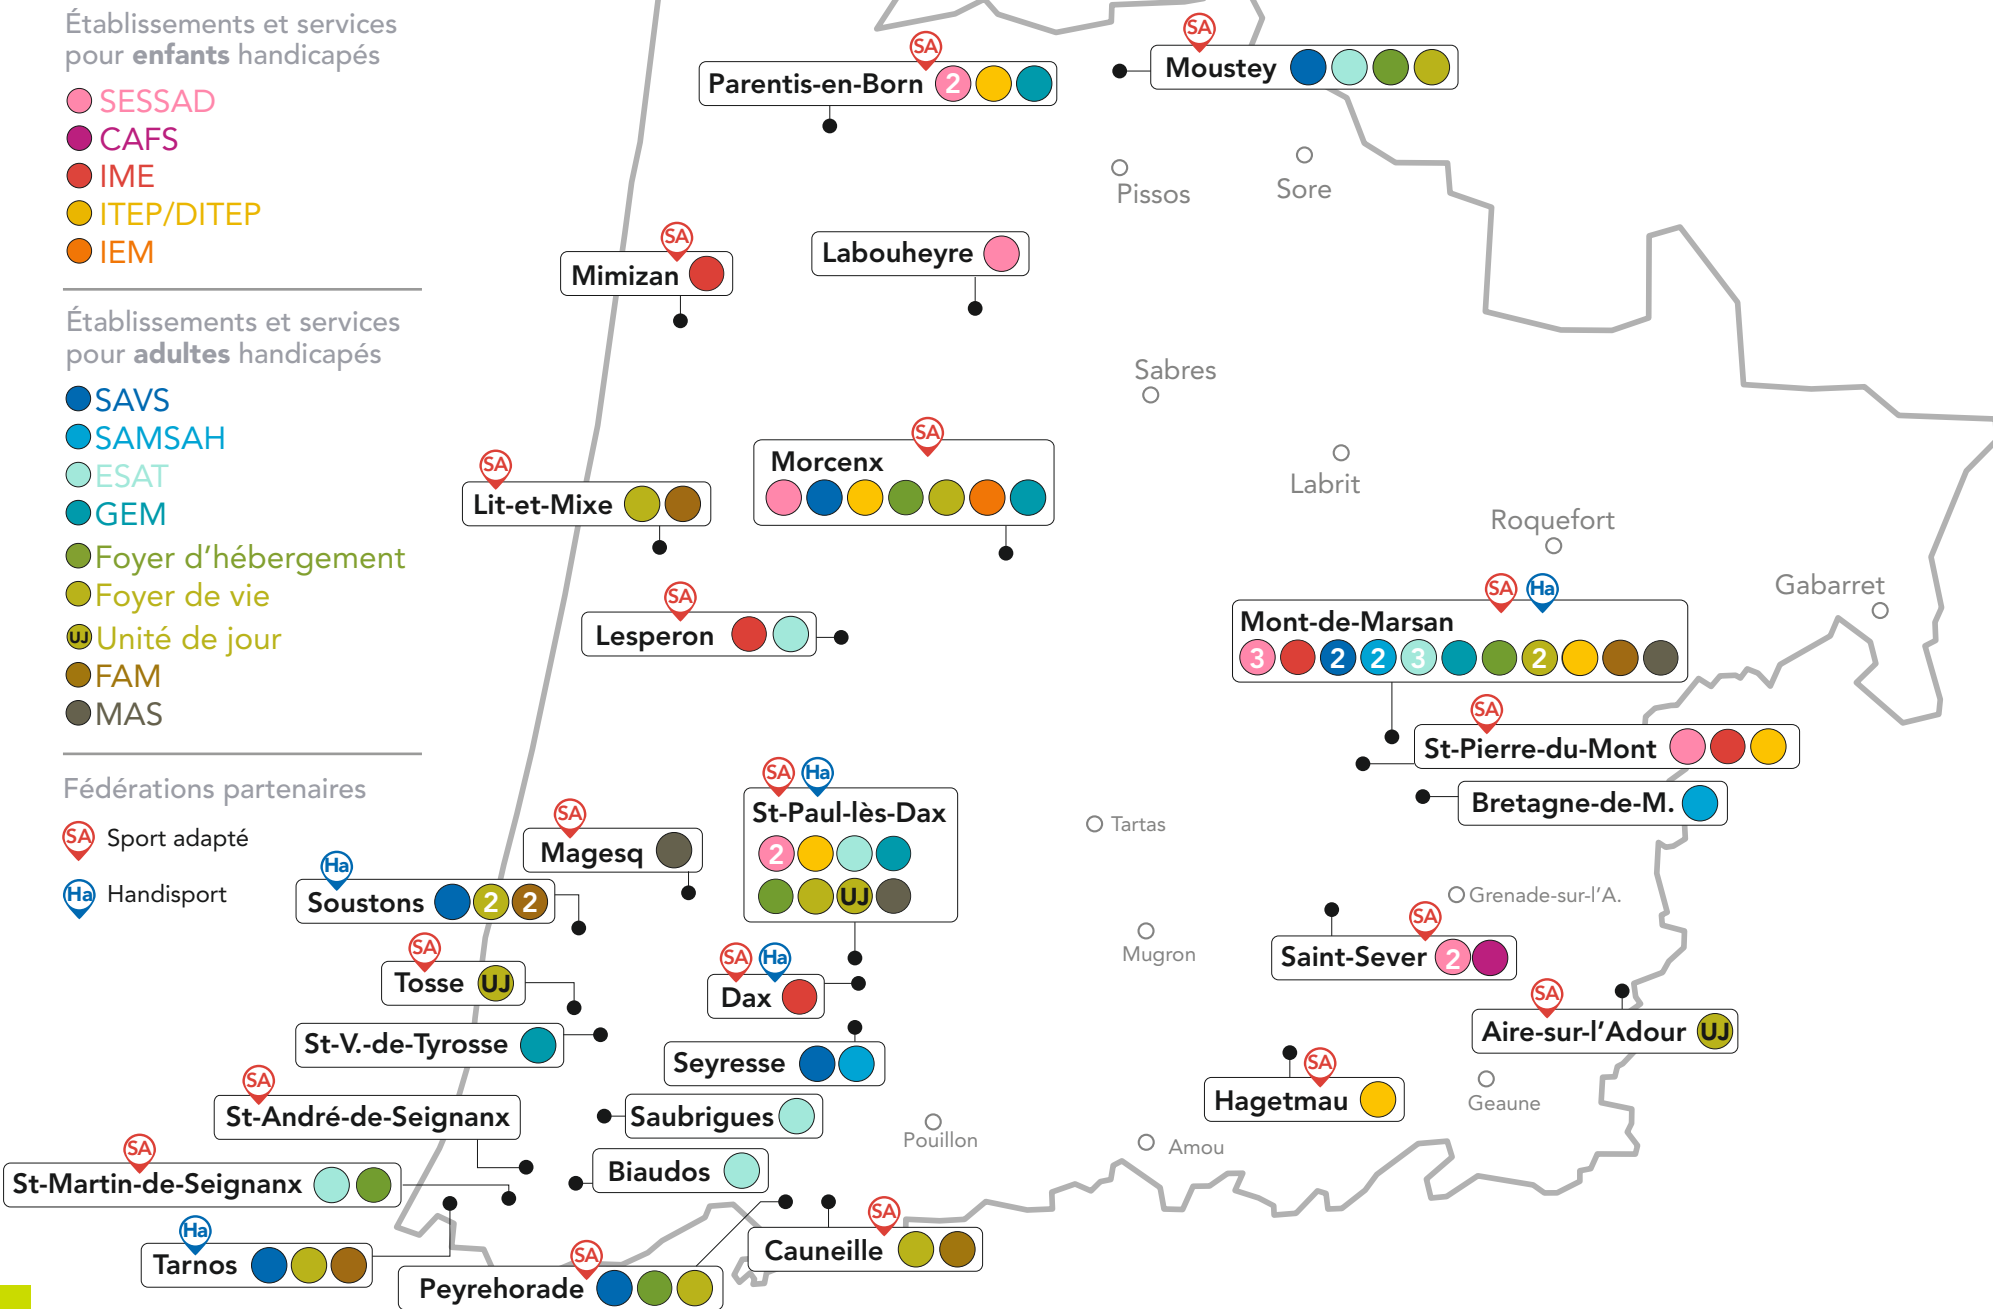 Établissements et services
pour enfants handicapés
SESSAD
CAFS
IME
ITEP/DITEP
IEM
Établissements et services
pour adultes handicapés
SAVS
SAMSAH
ESAT
GEM
Foyer d'hébergement
Foyer de vie
UJ Unité de jour
FAM
MAS
Fédérations partenaires
SA Sport adapté
Ha Handisport
SA
Parentis-en-Born 2
SA
Moustey
Pissos
Sore
SA
Mimizan
Labouheyre
Sabres
SA
Lit-et-Mixe
SA
Morcenx
Labrit
Roquefort
Gabarret
SA
Lesperon
SA Ha
Mont-de-Marsan
3 2 2 3 2
SA
St-Pierre-du-Mont
Bretagne-de-M.
SA Ha
St-Paul-lès-Dax
2
UJ
Tartas
SA
Magesq
Ha
Soustons 2 2
Grenade-sur-l'A.
Mugron
SA
Saint-Sever 2
SA
Tosse UJ
SA Ha
Dax
SA
Aire-sur-l'Adour UJ
St-V.-de-Tyrosse
Seyresse
SA
Hagetmau
Geaune
SA
St-André-de-Seignanx
Saubrigues
Pouillon
Amou
SA
St-Martin-de-Seignanx
Biaudos
Ha
Tarnos
SA
Cauneille
SA
Peyrehorade